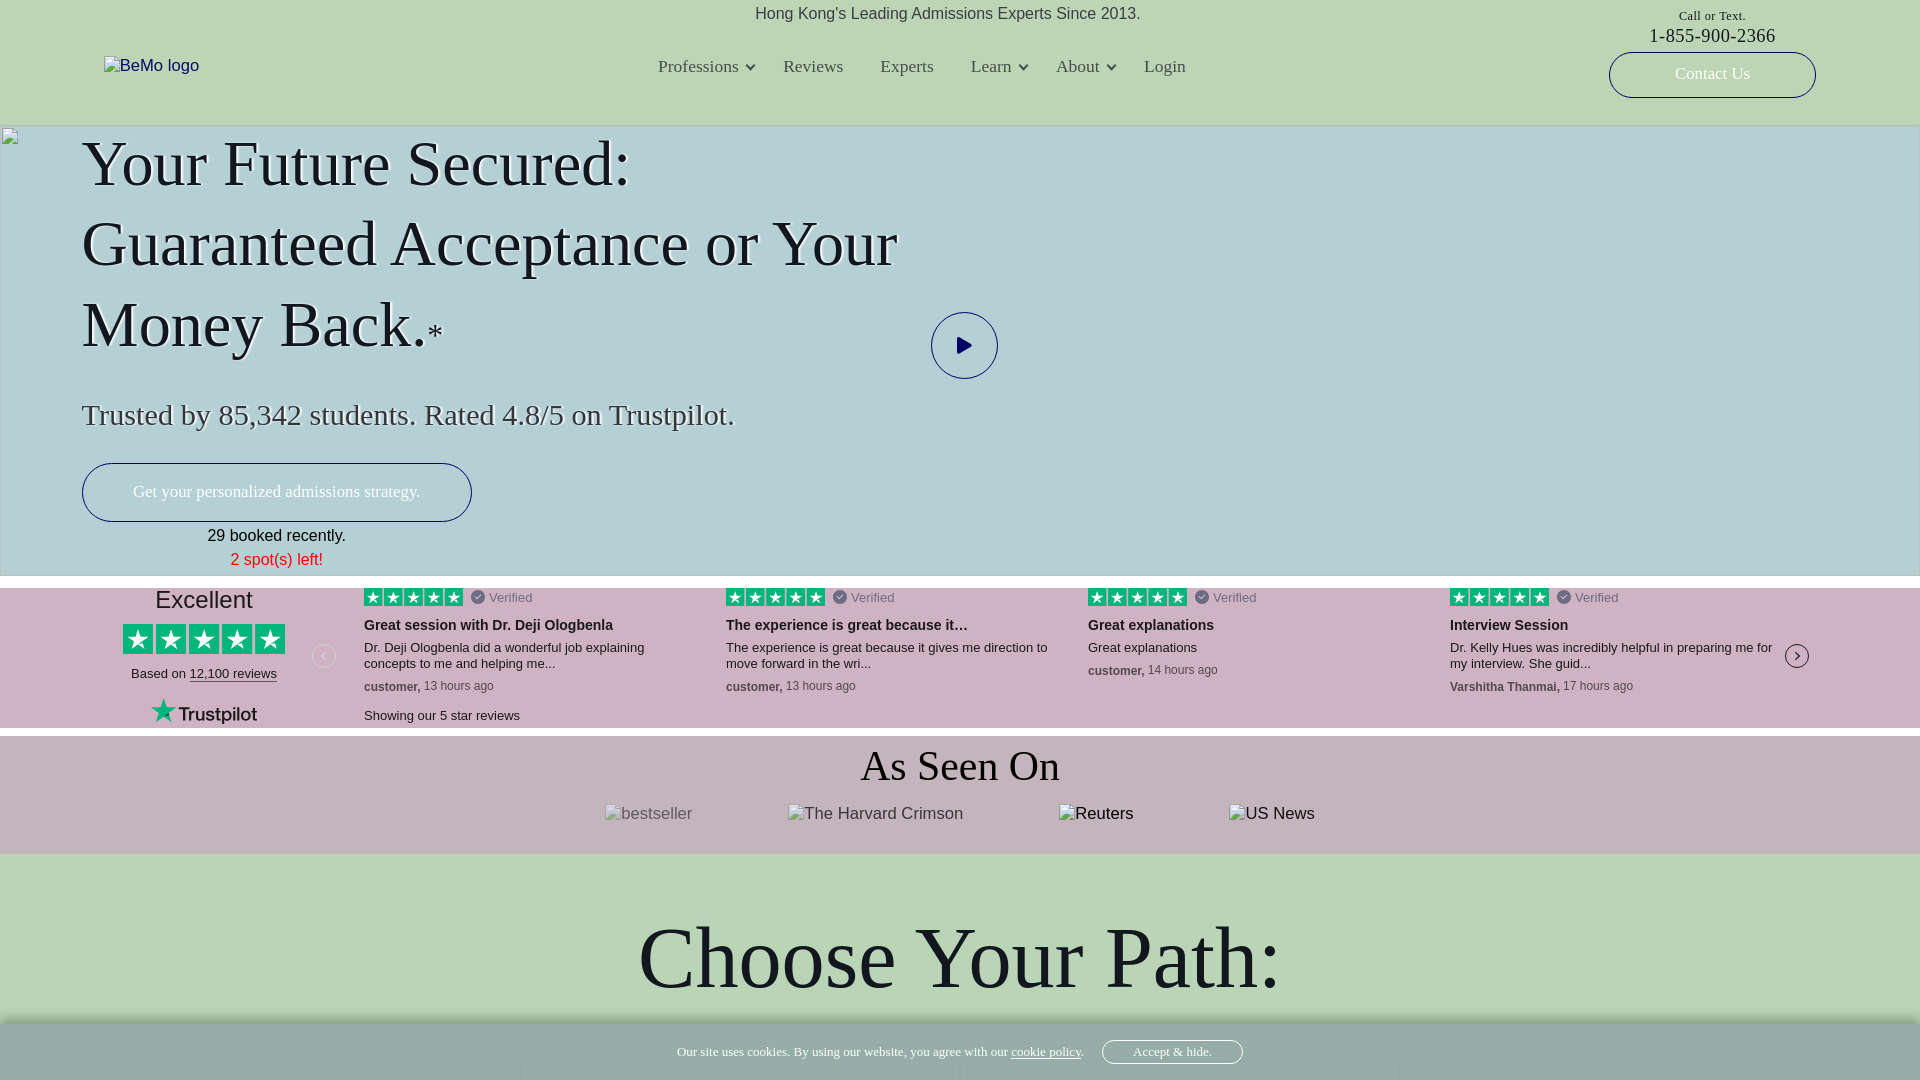 Hong Kong's Leading Admissions Experts Since 2013.
BeMo logo
Professions
Reviews
Experts
Learn
About
Login
Call or Text.
1-855-900-2366
Contact Us
Your Future Secured:
Guaranteed Acceptance or Your
Money Back.*
Trusted by 85,342 students. Rated 4.8/5 on Trustpilot.
Get your personalized admissions strategy.
29 booked recently.
2 spot(s) left!
Excellent
Based on 12,100 reviews
Trustpilot
Verified
Great session with Dr. Deji Ologbenla
Dr. Deji Ologbenla did a wonderful job explaining
concepts to me and helping me...
customer, 13 hours ago
Verified
The experience is great because it…
The experience is great because it gives me direction to
move forward in the wri...
customer, 13 hours ago
Verified
Great explanations
Great explanations
customer, 14 hours ago
Verified
Interview Session
Dr. Kelly Hues was incredibly helpful in preparing me for
my interview. She guid...
Varshitha Thanmai, 17 hours ago
Showing our 5 star reviews
As Seen On
bestseller
The Harvard Crimson
Reuters
US News
Choose Your Path:
Our site uses cookies. By using our website, you agree with our cookie policy.
Accept & hide.